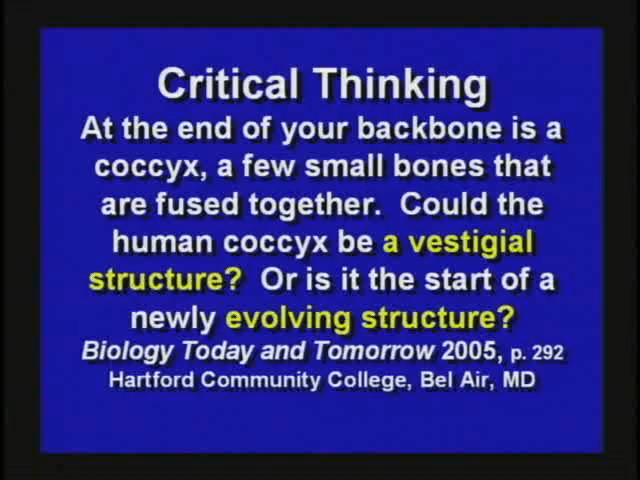 Critical Thinking
At the end of your backbone is a
coccyx, a few small bones that
are fused together.  Could the
human coccyx be a vestigial
structure?  Or is it the start of a
newly evolving structure?
Biology Today and Tomorrow 2005, p. 292
Hartford Community College, Bel Air, MD